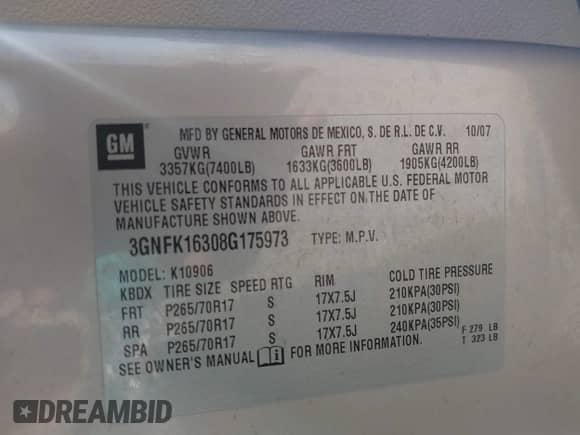 GM ® MFD BY GENERAL MOTORS DE MEXICO, S. DE R.L. DE C.V. 10/07
GVWR GAWR FRT GAWR RR
3357KG(7400LB) 1633KG(3600LB) 1905KG(4200LB)
THIS VEHICLE CONFORMS TO ALL APPLICABLE U.S. FEDERAL MOTOR
VEHICLE SAFETY STANDARDS IN EFFECT ON THE DATE OF
MANUFACTURE SHOWN ABOVE.
3GNFK16308G175973 TYPE: M.P.V.
MODEL: K10906
KBDX TIRE SIZE SPEED RTG RIM COLD TIRE PRESSURE
FRT P265/70R17 S 17X7.5J 210KPA(30PSI)
RR P265/70R17 S 17X7.5J 210KPA(30PSI)
SPA P265/70R17 S 17X7.5J 240KPA(35PSI)
SEE OWNER'S MANUAL i FOR MORE INFORMATION.
F 279 LB
T 323 LB
DREAMBID